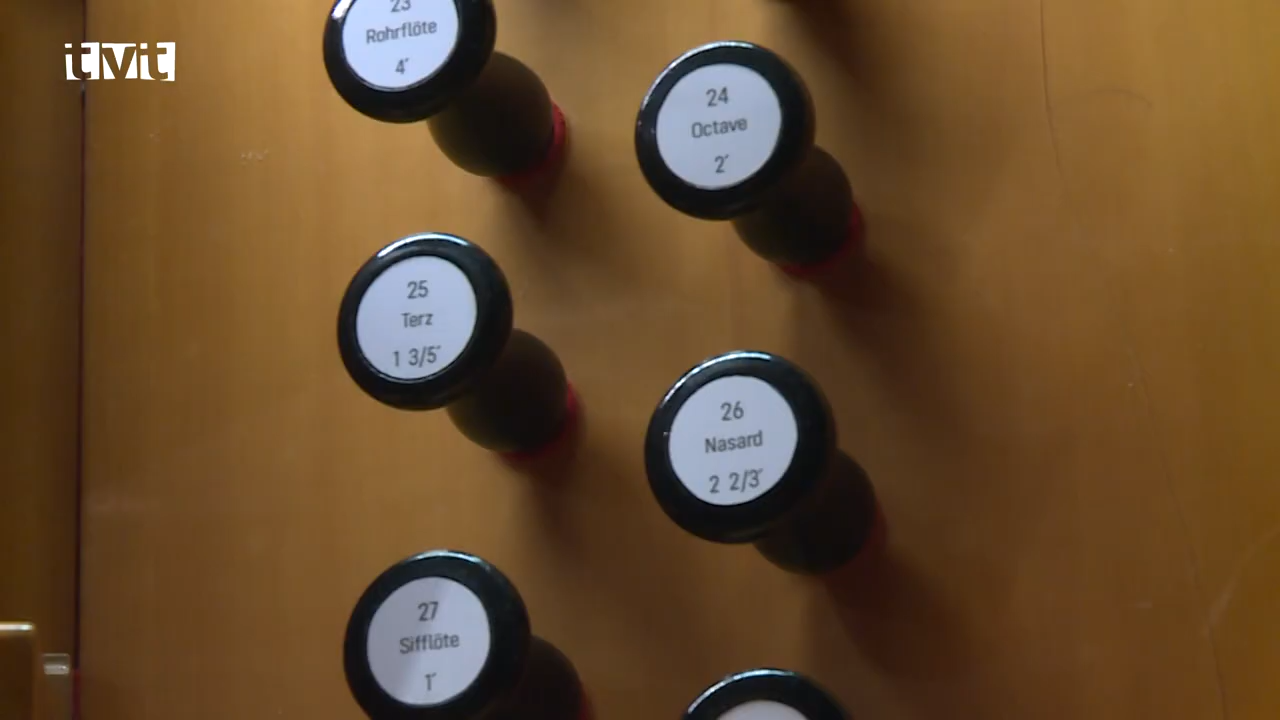 itvit
23
Rohrflöte
4′
24
Octave
2′
25
Terz
1 3/5′
26
Nasard
2 2/3′
27
Sifflöte
1′